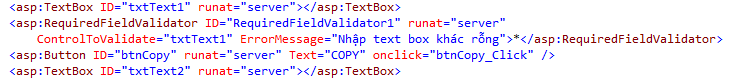 <asp:TextBox ID="txtText1" runat="server"></asp:TextBox>
<asp:RequiredFieldValidator ID="RequiredFieldValidator1" runat="server"
ControlToValidate="txtText1" ErrorMessage="Nhập text box khác rỗng">*</asp:RequiredFieldValidator>
<asp:Button ID="btnCopy" runat="server" Text="COPY" onclick="btnCopy_Click" />
<asp:TextBox ID="txtText2" runat="server"></asp:TextBox>